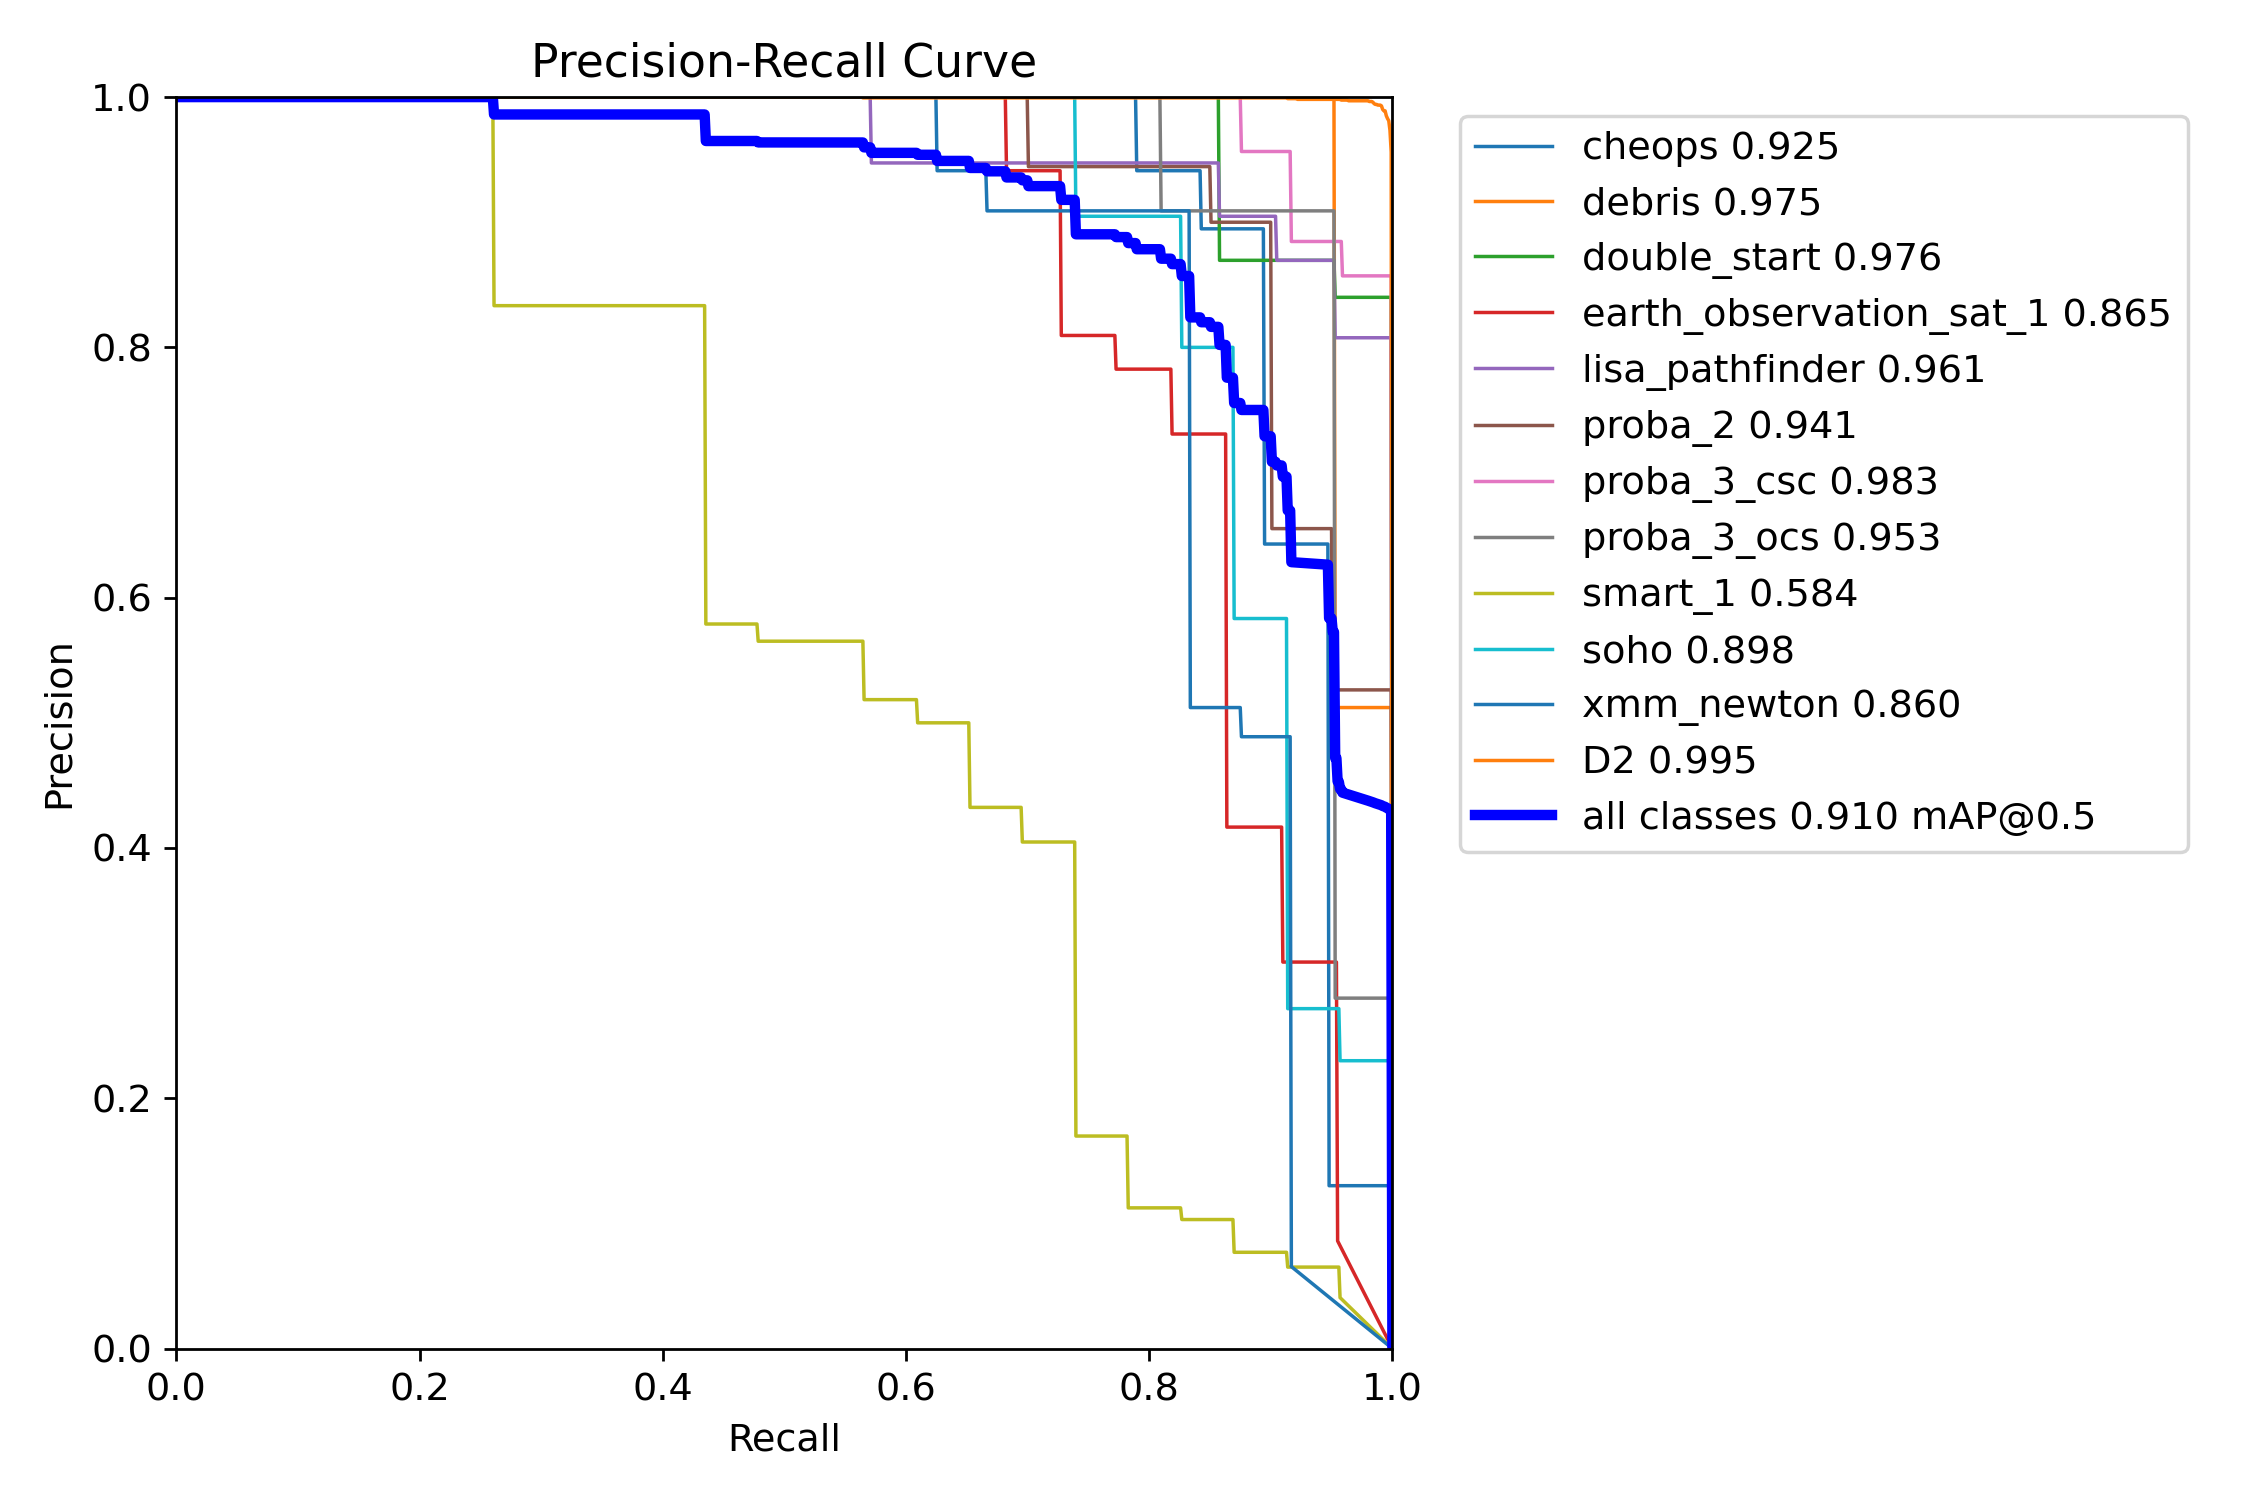 Precision-Recall Curve
1.0
0.8
0.6
0.4
0.2
0.0
Precision
0.0 0.2 0.4 0.6 0.8 1.0
Recall
cheops 0.925
debris 0.975
double_start 0.976
earth_observation_sat_1 0.865
lisa_pathfinder 0.961
proba_2 0.941
proba_3_csc 0.983
proba_3_ocs 0.953
smart_1 0.584
soho 0.898
xmm_newton 0.860
D2 0.995
all classes 0.910 mAP@0.5